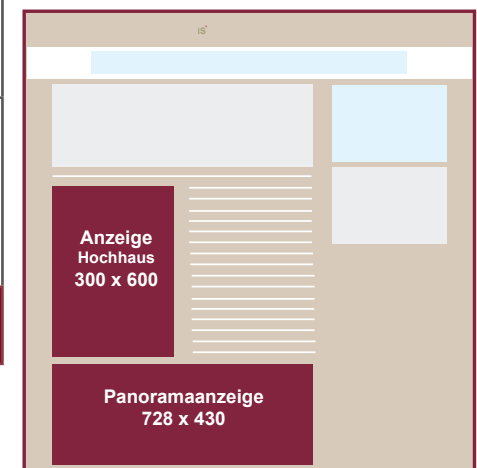 Anzeige
Hochhaus
300 x 600
Panoramaanzeige
728 x 430